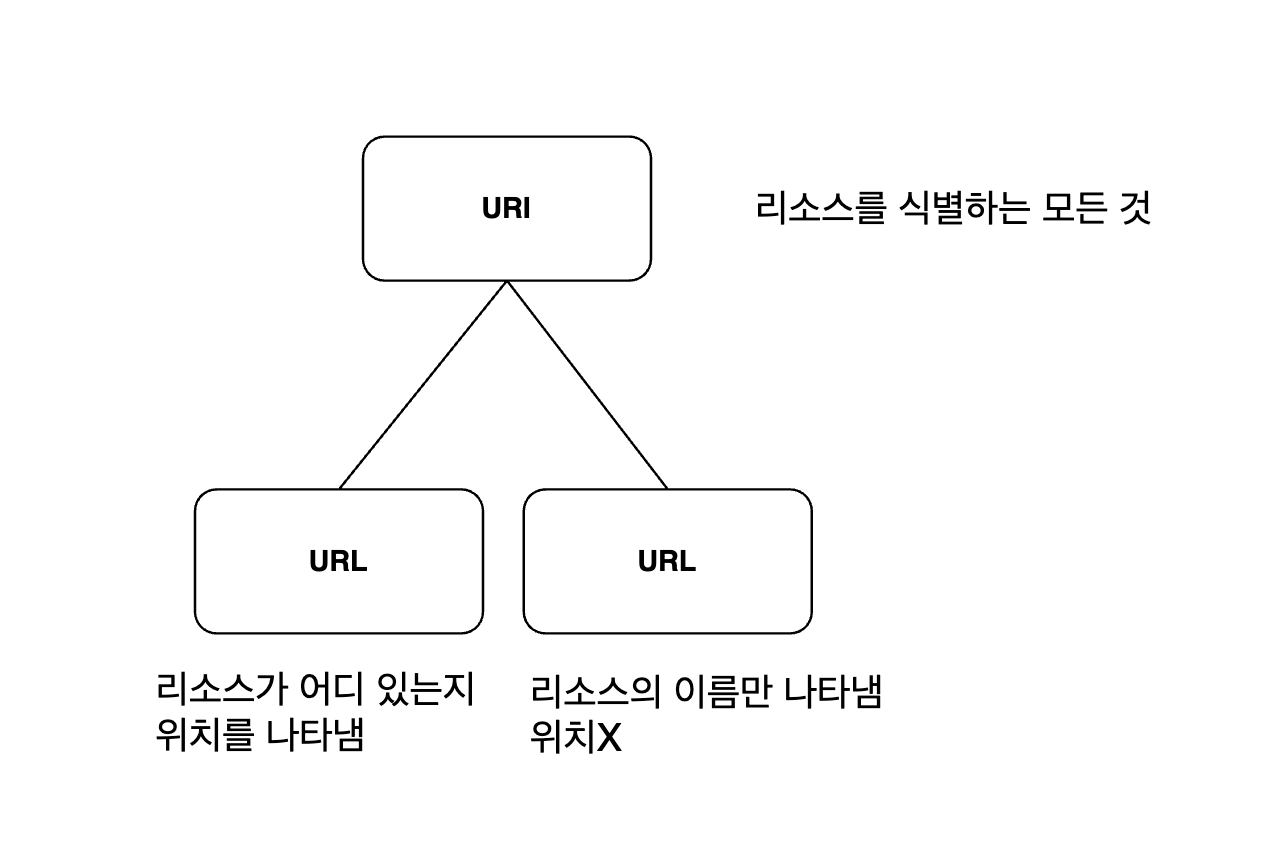 URI
리소스를 식별하는 모든 것
URL
URL
리소스가 어디 있는지
위치를 나타냄
리소스의 이름만 나타냄
위치X